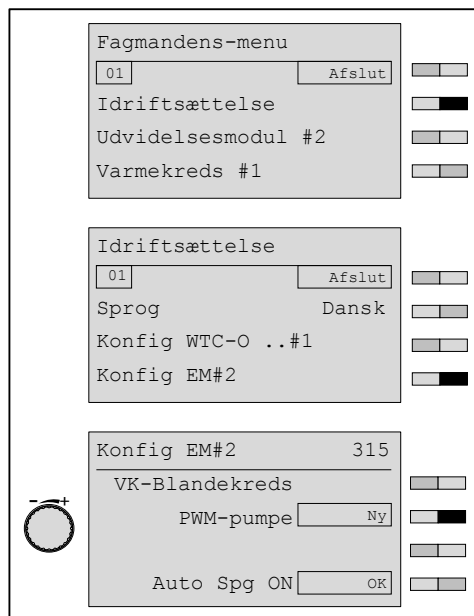 Fagmandens-menu
01 Afslut
Idriftsættelse
Udvidelsesmodul #2
Varmekreds #1
Idriftsættelse
01 Afslut
Sprog Dansk
Konfig WTC-O ..#1
Konfig EM#2
Konfig EM#2 315
VK-Blandekreds
PWM-pumpe Ny
Auto Spg ON OK
- +